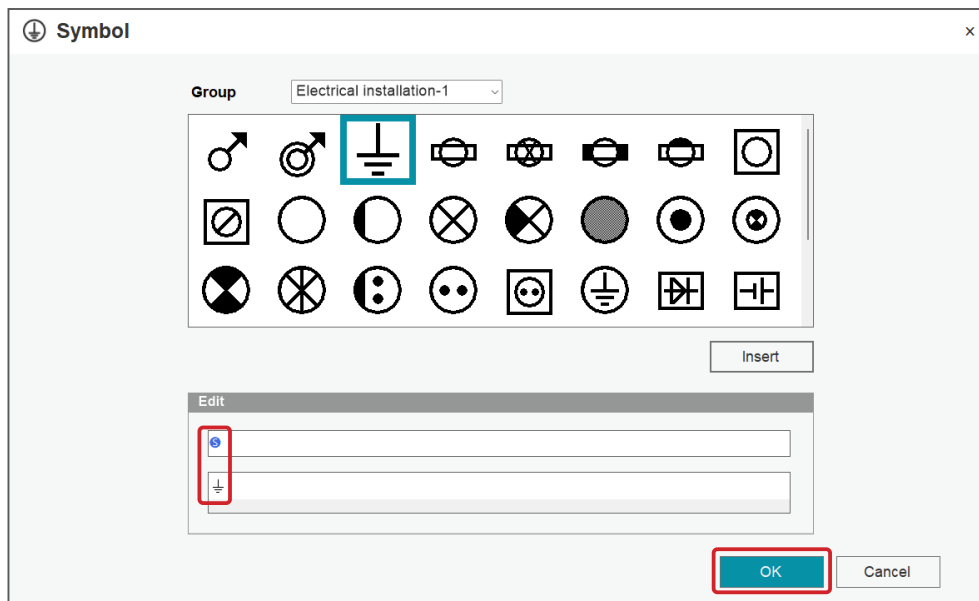 Symbol
×
Group Electrical installation-1
Insert
Edit
S
OK Cancel